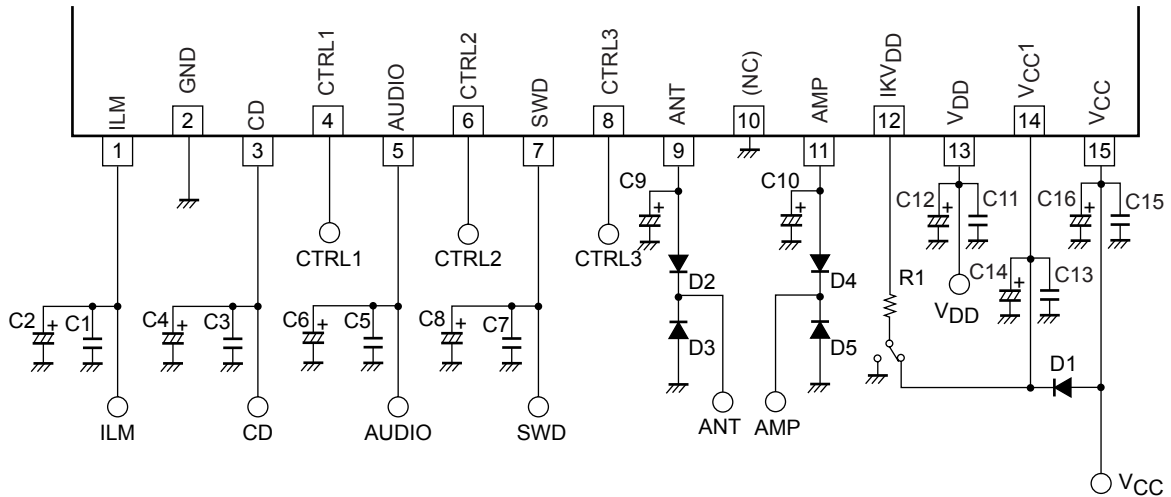 ILM
GND
CD
CTRL1
AUDIO
CTRL2
SWD
CTRL3
ANT
(NC)
AMP
IKVDD
VDD
VCC1
VCC
1
2
3
4
5
6
7
8
9
10
11
12
13
14
15
C9
+
C10
+
C12
+
C11
C16
+
C15
CTRL1
CTRL2
CTRL3
D2
D4
R1
C14
+
C13
VDD
C2
+
C1
C4
+
C3
C6
+
C5
C8
+
C7
D3
D5
D1
ILM
CD
AUDIO
SWD
ANT
AMP
VCC